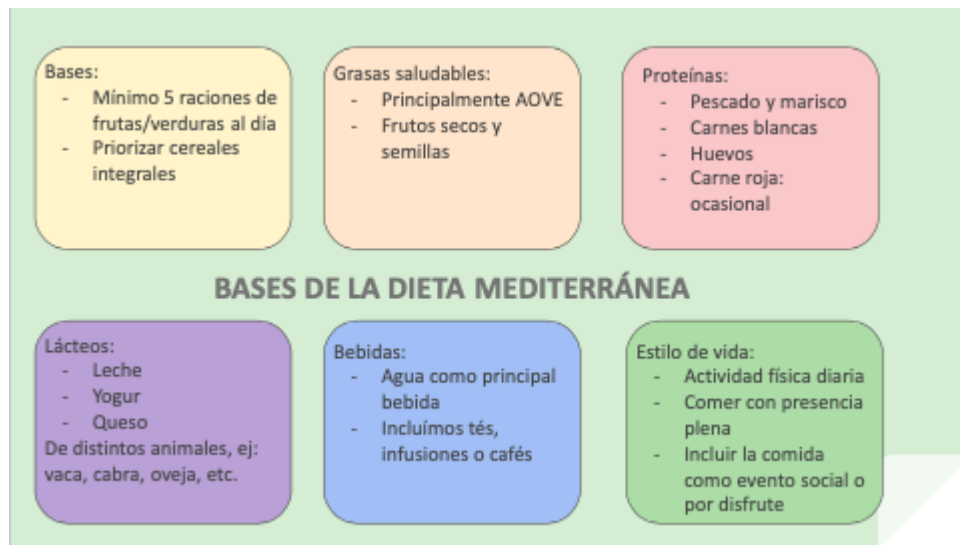 Bases:
- Mínimo 5 raciones de
frutas/verduras al día
- Priorizar cereales
integrales
Grasas saludables:
- Principalmente AOVE
- Frutos secos y
semillas
Proteínas:
- Pescado y marisco
- Carnes blancas
- Huevos
- Carne roja:
ocasional
BASES DE LA DIETA MEDITERRÁNEA
Lácteos:
- Leche
- Yogur
- Queso
De distintos animales, ej:
vaca, cabra, oveja, etc.
Bebidas:
- Agua como principal
bebida
- Incluímos tés,
infusiones o cafés
Estilo de vida:
- Actividad física diaria
- Comer con presencia
plena
- Incluir la comida
como evento social o
por disfrute